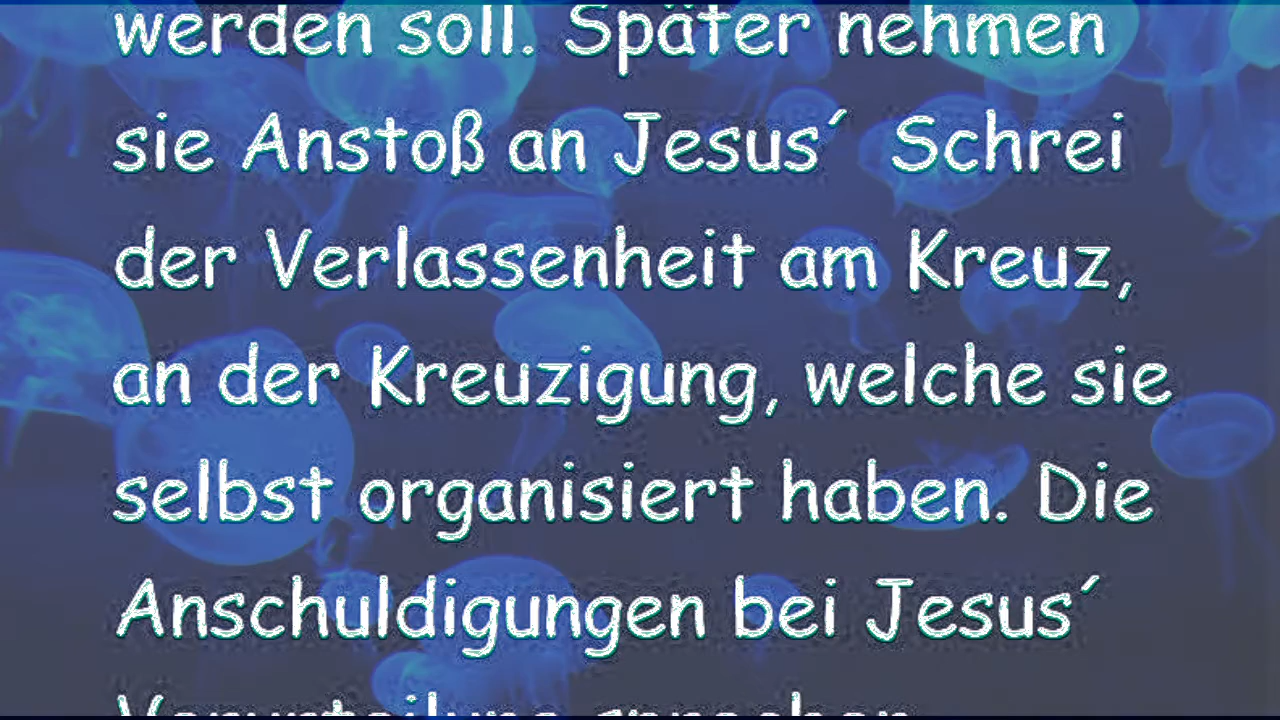 werden soll. Später nehmen
sie Anstoß an Jesus´ Schrei
der Verlassenheit am Kreuz,
an der Kreuzigung, welche sie
selbst organisiert haben. Die
Anschuldigungen bei Jesus´